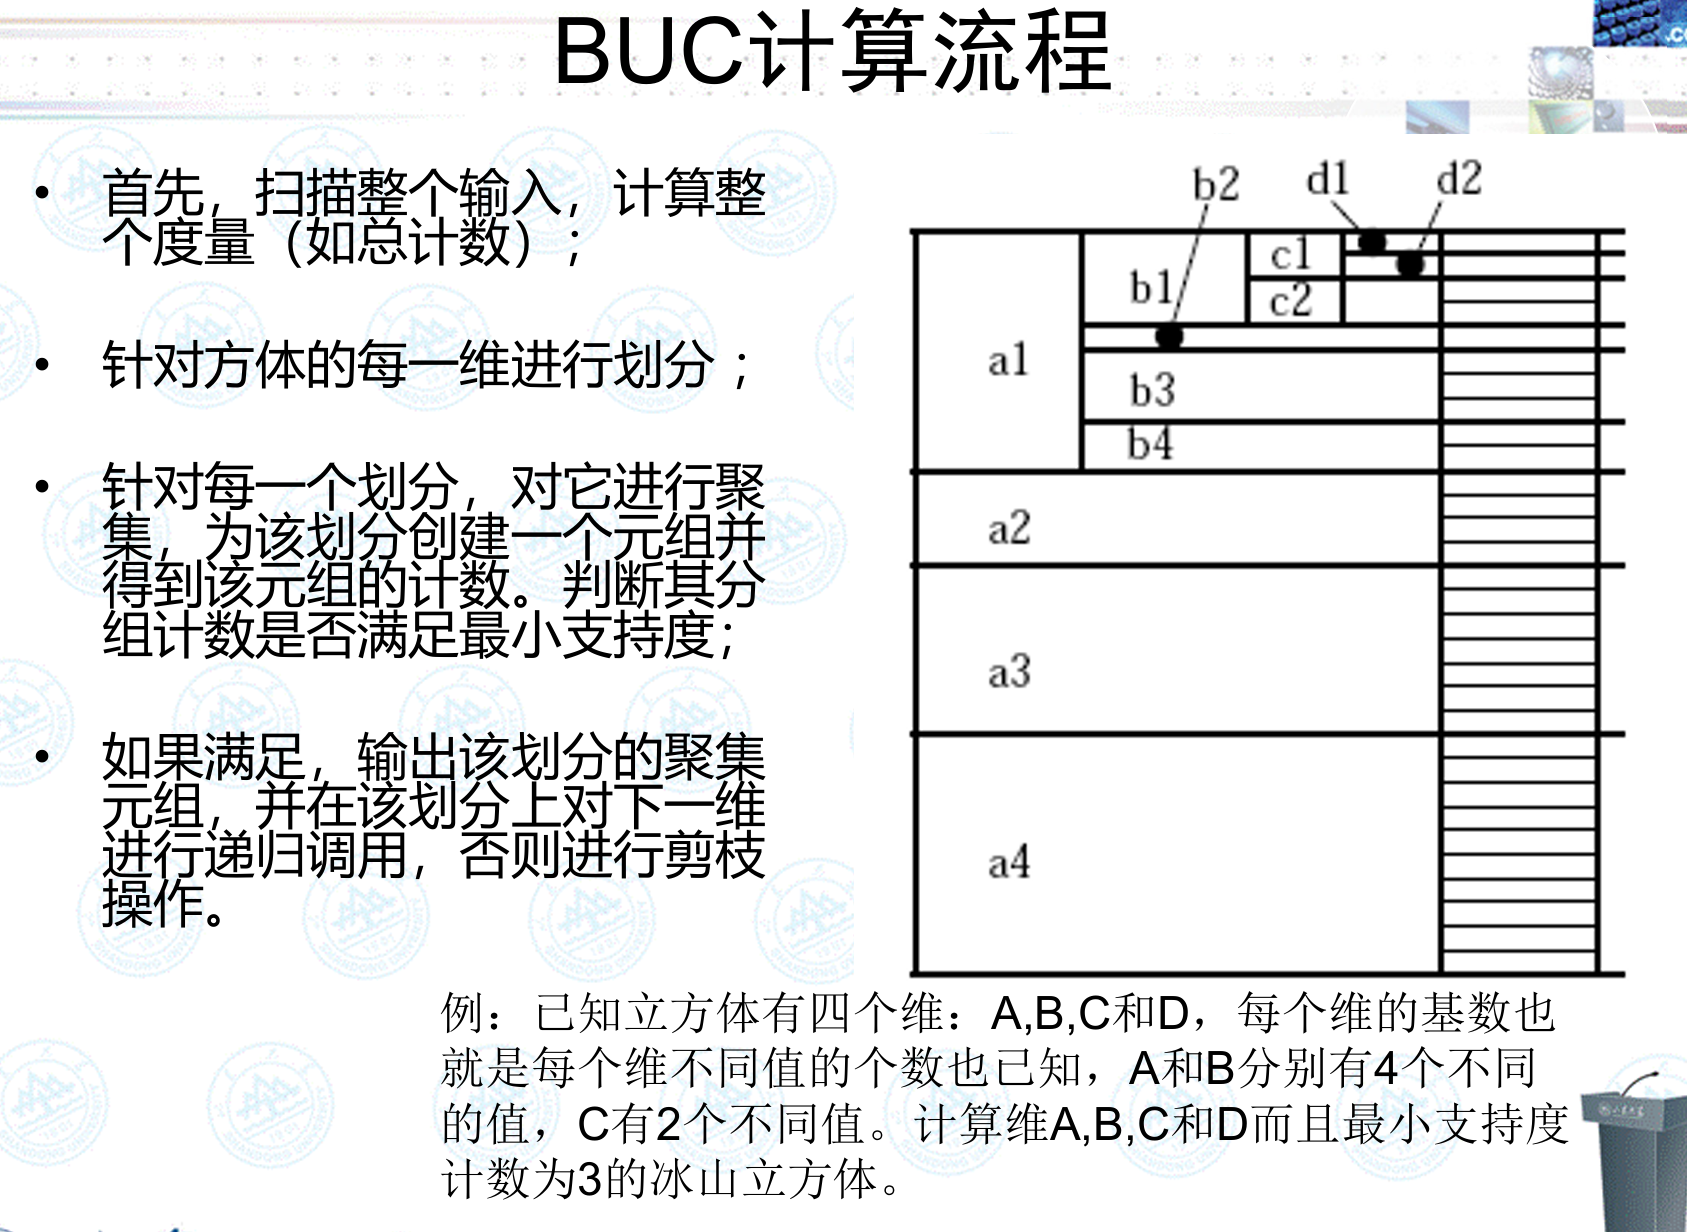 BUC计算流程
• 首先，扫描整个输入，计算整
个度量（如总计数）；
• 针对方体的每一维进行划分；
• 针对每一个划分，对它进行聚
集，为该划分创建一个元组并
得到该元组的计数。判断其分
组计数是否满足最小支持度；
• 如果满足，输出该划分的聚集
元组，并在该划分上对下一维
进行递归调用，否则进行剪枝
操作。
b2 d1 d2
c1
b1
c2
a1
b3
b4
a2
a3
a4
例：已知立方体有四个维：A,B,C和D，每个维的基数也
就是每个维不同值的个数也已知，A和B分别有4个不同
的值，C有2个不同值。计算维A,B,C和D而且最小支持度
计数为3的冰山立方体。